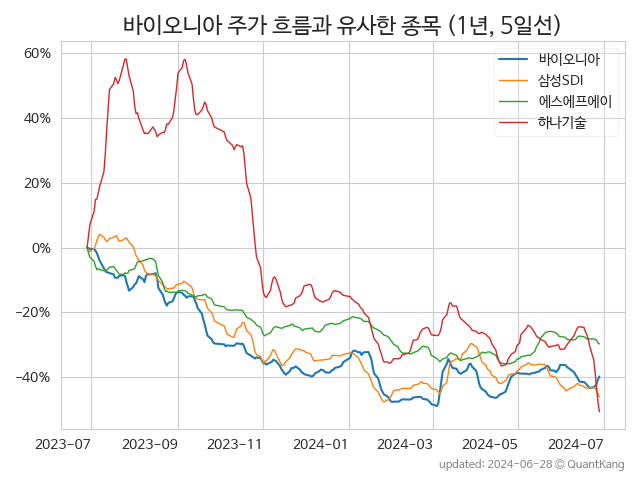 바이오니아 주가 흐름과 유사한 종목 (1년, 5일선)
60%
40%
20%
0%
−20%
−40%
바이오니아
삼성SDI
에스에프에이
하나기술
2023-07 2023-09 2023-11 2024-01 2024-03 2024-05 2024-07
updated: 2024-06-28 © QuantKang